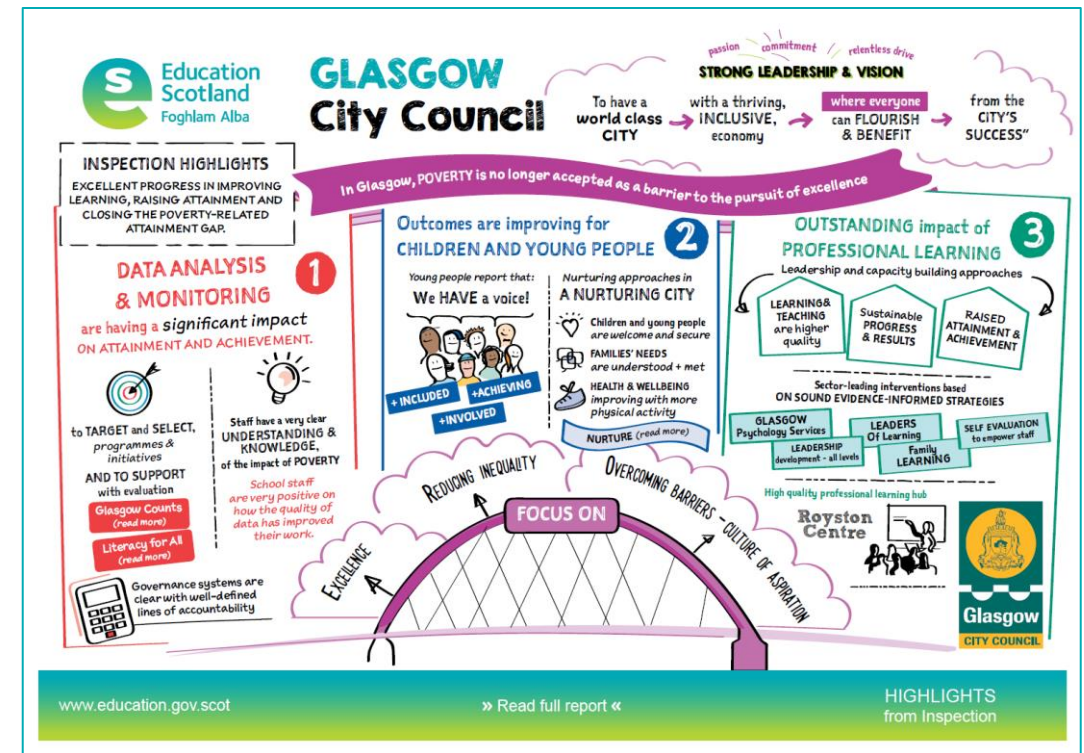 Education
Scotland
Foghlam Alba
GLASGOW
City Council
passion commitment relentless drive
STRONG LEADERSHIP & VISION
To have a
world class
CITY
with a thriving,
INCLUSIVE,
economy
where everyone
can FLOURISH
& BENEFIT
from the
CITY'S
SUCCESS"
INSPECTION HIGHLIGHTS
EXCELLENT PROGRESS IN IMPROVING
LEARNING, RAISING ATTAINMENT AND
CLOSING THE POVERTY-RELATED
ATTAINMENT GAP.
In Glasgow, POVERTY is no longer accepted as a barrier to the pursuit of excellence
DATA ANALYSIS
& MONITORING
1
are having a significant impact
ON ATTAINMENT AND ACHIEVEMENT.
to TARGET and SELECT,
programmes &
initiatives
AND TO SUPPORT
with evaluation
Glasgow Counts
(read more)
Literacy for All
(read more)
Staff have a very clear
UNDERSTANDING &
KNOWLEDGE,
of the impact of POVERTY
School staff
are very positive on
how the quality of
data has improved
their work.
Governance systems are
clear with well-defined
lines of accountability
Outcomes are improving for
CHILDREN AND YOUNG PEOPLE
2
Young people report that:
We HAVE a voice!
+ INCLUDED
+ACHIEVING
+INVOLVED
Nurturing approaches in
A NURTURING CITY
Children and young people
are welcome and secure
FAMILIES' NEEDS
are understood + met
HEALTH & WELLBEING
improving with more
physical activity
NURTURE (read more)
OUTSTANDING impact of
PROFESSIONAL LEARNING
3
Leadership and capacity building approaches
LEARNING&
TEACHING
are higher
quality
Sustainable
PROGRESS
& RESULTS
RAISED
ATTAINMENT &
ACHIEVEMENT
Sector-leading interventions based
ON SOUND EVIDENCE-INFORMED STRATEGIES
GLASGOW
Psychology Services
LEADERS
Of Learning
SELF EVALUATION
to empower staff
LEADERSHIP
development - all levels
Family
LEARNING
High quality professional learning hub
Royston
Centre
Glasgow
CITY COUNCIL
FOCUS ON
EXCELLENCE
REDUCING INEQUALITY
OVERCOMING BARRIERS - CULTURE OF ASPIRATION
www.education.gov.scot
» Read full report «
HIGHLIGHTS
from Inspection